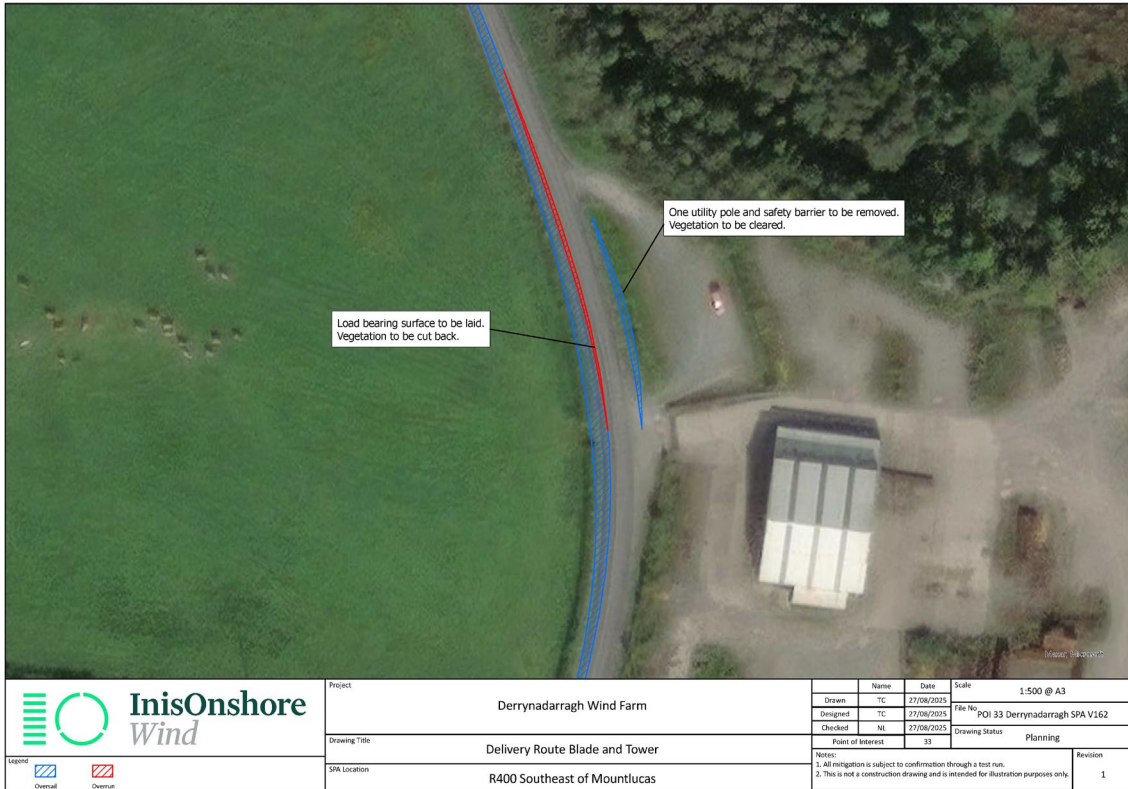 One utility pole and safety barrier to be removed.
Vegetation to be cleared.
Load bearing surface to be laid.
Vegetation to be cut back.
Maxar, Microsoft
InisOnshore
Wind
Legend
Oversail
Overrun
Project
Derrynadarragh Wind Farm
Drawing Title
Delivery Route Blade and Tower
SPA Location
R400 Southeast of Mountlucas
Name Date
Drawn TC 27/08/2025
Designed TC 27/08/2025
Checked NL 27/08/2025
Point of Interest 33
Scale
1:500 @ A3
File No
POI 33 Derrynadarragh SPA V162
Drawing Status
Planning
Notes:
1. All mitigation is subject to confirmation through a test run.
2. This is not a construction drawing and is intended for illustration purposes only.
Revision
1